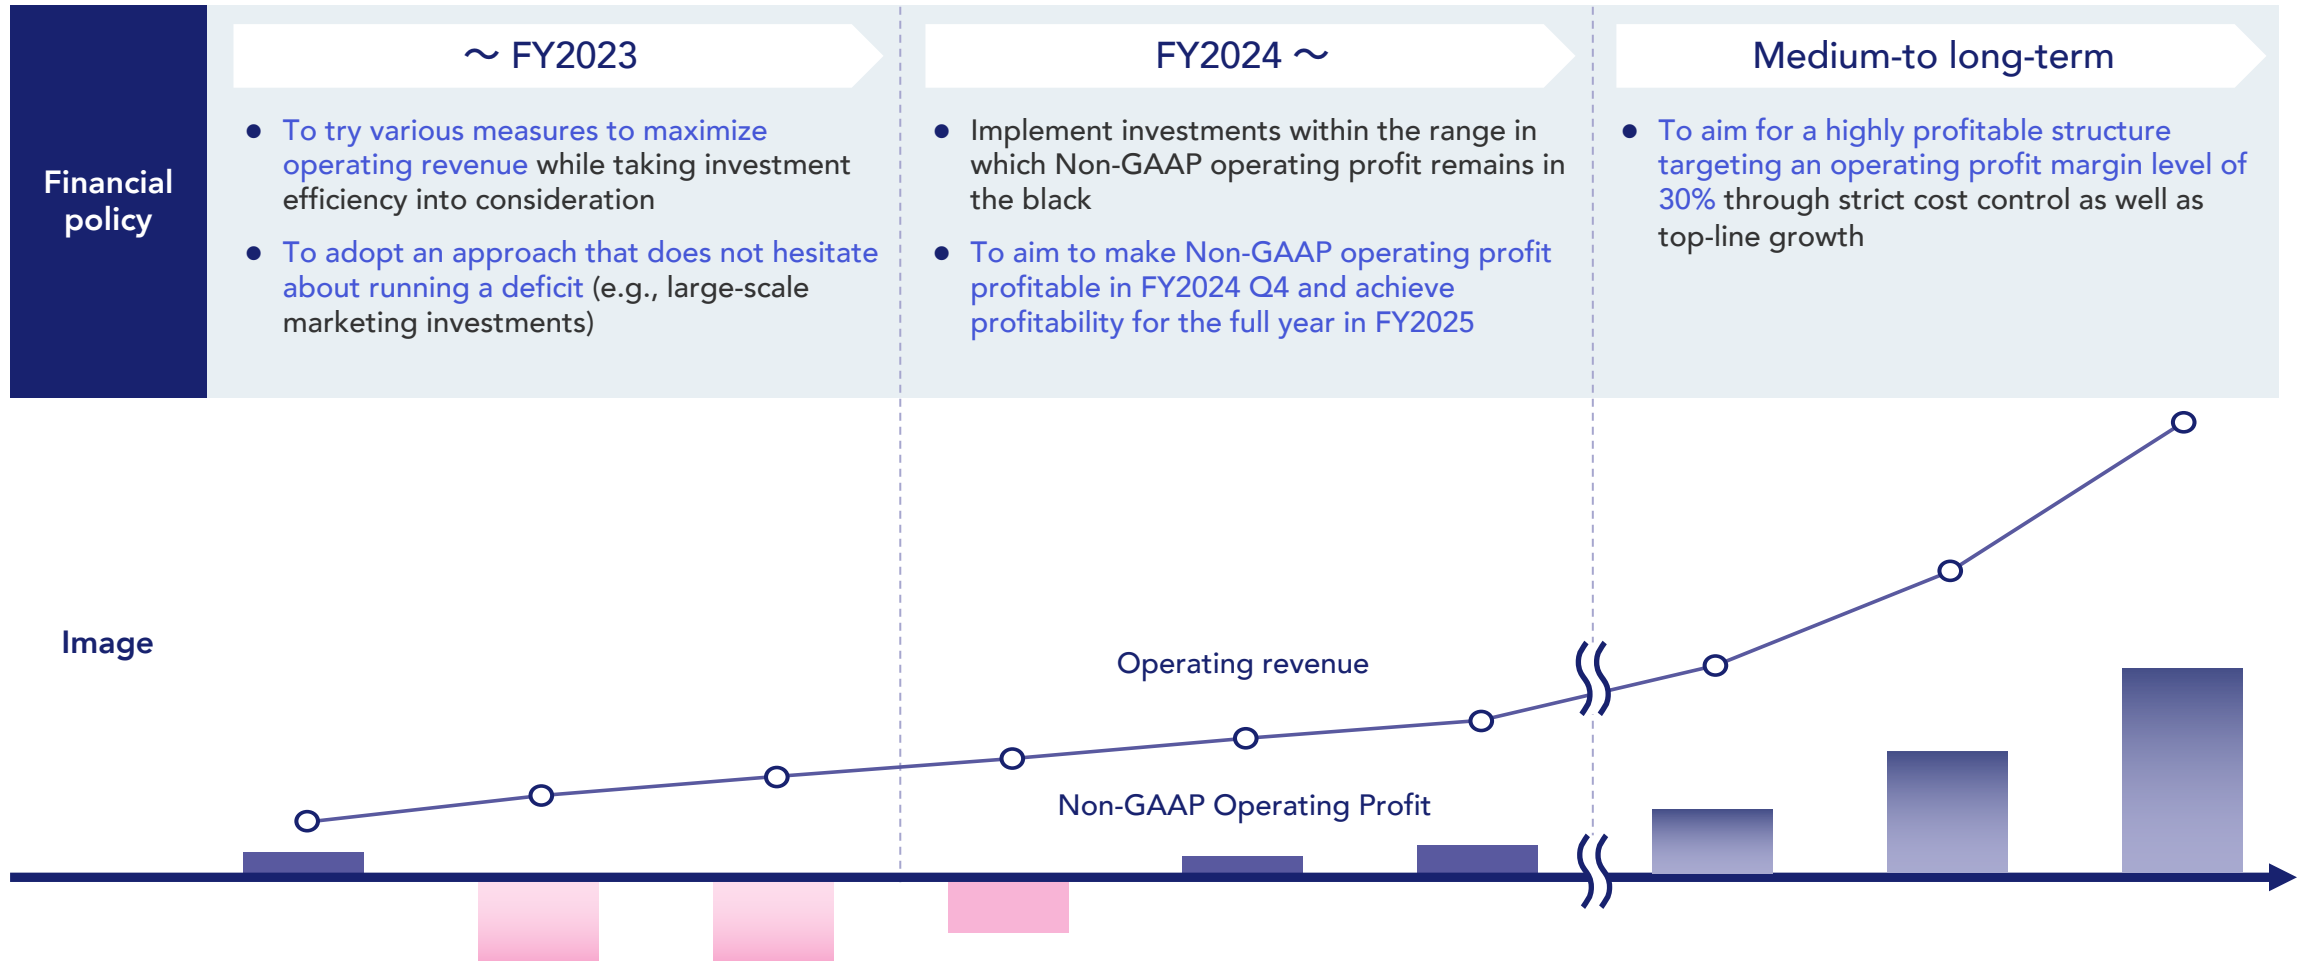 Financial
policy
～ FY2023
● To try various measures to maximize
operating revenue while taking investment
efficiency into consideration
● To adopt an approach that does not hesitate
about running a deficit (e.g., large-scale
marketing investments)
FY2024 ～
● Implement investments within the range in
which Non-GAAP operating profit remains in
the black
● To aim to make Non-GAAP operating profit
profitable in FY2024 Q4 and achieve
profitability for the full year in FY2025
Medium-to long-term
● To aim for a highly profitable structure
targeting an operating profit margin level of
30% through strict cost control as well as
top-line growth
Image
Operating revenue
Non-GAAP Operating Profit